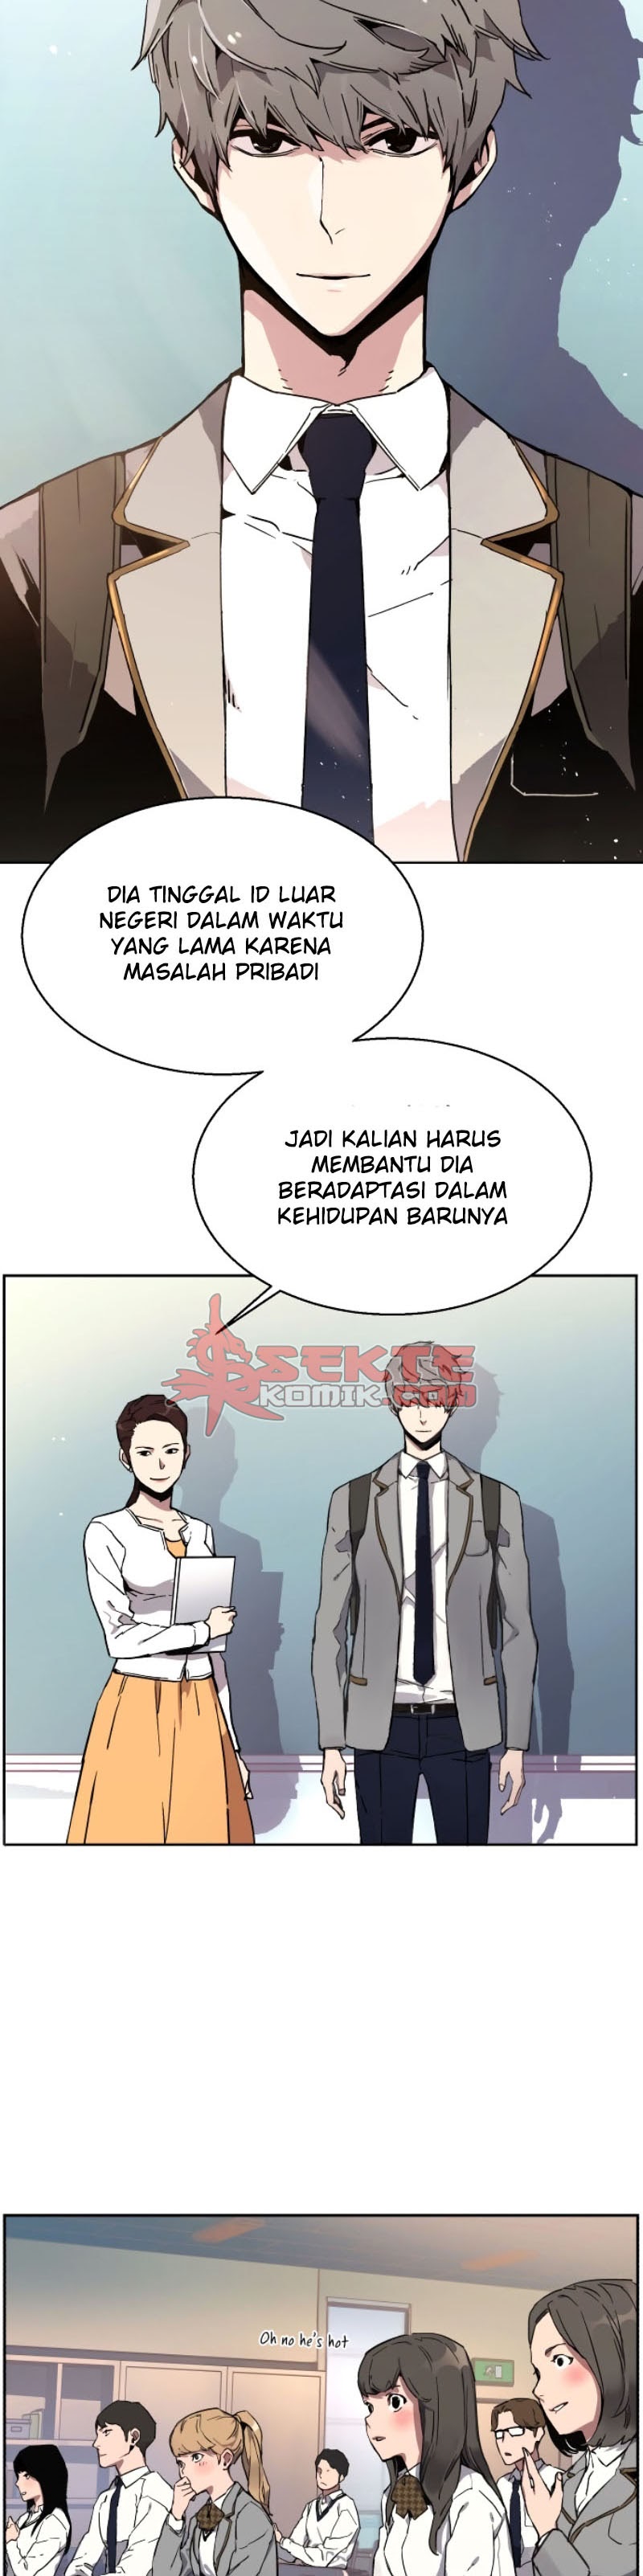 DIA TINGGAL ID LUAR
NEGERI DALAM WAKTU
YANG LAMA KARENA
MASALAH PRIBADI
JADI KALIAN HARUS
MEMBANTU DIA
BERADAPTASI DALAM
KEHIDUPAN BARUNYA
SEKTE
KOMIK.COM
Oh no he's hot